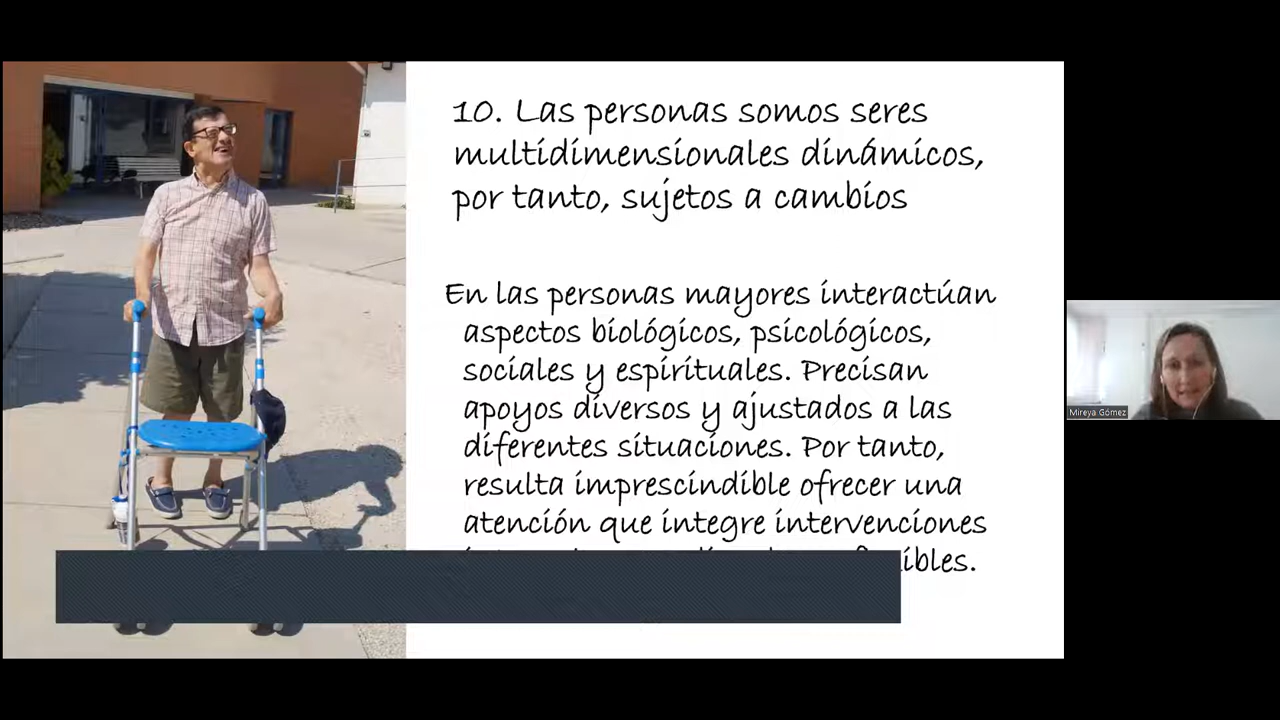 10. Las personas somos seres
multidimensionales dinámicos,
por tanto, sujetos a cambios
En las personas mayores interactúan
aspectos biológicos, psicológicos,
sociales y espirituales. Precisan
apoyos diversos y ajustados a las
diferentes situaciones. Por tanto,
resulta imprescindible ofrecer una
atención que integre intervenciones
Mireya Gómez